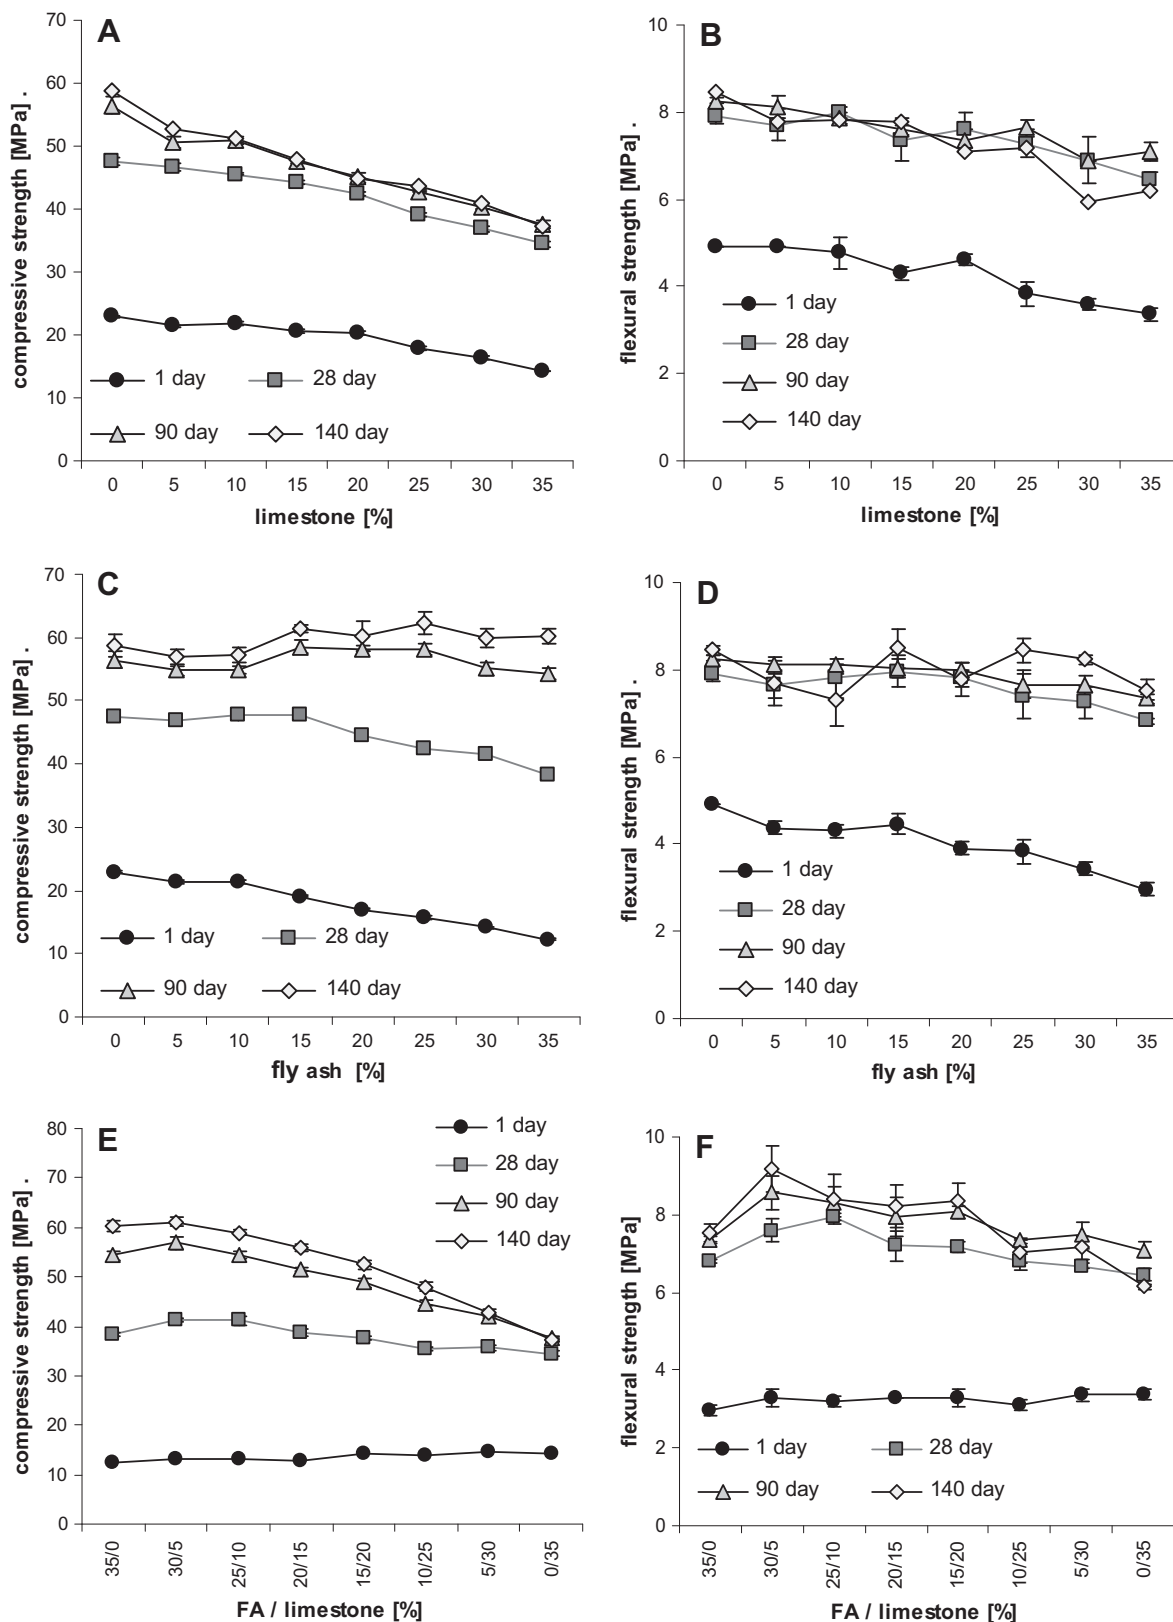 A
compressive strength [MPa] .
70
60
50
40
30
20
10
0
1 day
28 day
90 day
140 day
0 5 10 15 20 25 30 35
limestone [%]
B
flexural strength [MPa] .
10
8
6
4
2
0
1 day
28 day
90 day
140 day
0 5 10 15 20 25 30 35
limestone [%]
C
compressive strength [MPa] .
70
60
50
40
30
20
10
0
1 day
28 day
90 day
140 day
0 5 10 15 20 25 30 35
fly ash [%]
D
flexural strength [MPa] .
10
8
6
4
2
0
1 day
28 day
90 day
140 day
0 5 10 15 20 25 30 35
fly ash [%]
E
compressive strength [MPa] .
80
70
60
50
40
30
20
10
0
1 day
28 day
90 day
140 day
35/0 30/5 25/10 20/15 15/20 10/25 5/30 0/35
FA / limestone [%]
F
flexural strength [MPa]
10
8
6
4
2
0
1 day
28 day
90 day
140 day
35/0 30/5 25/10 20/15 15/20 10/25 5/30 0/35
FA / limestone [%]